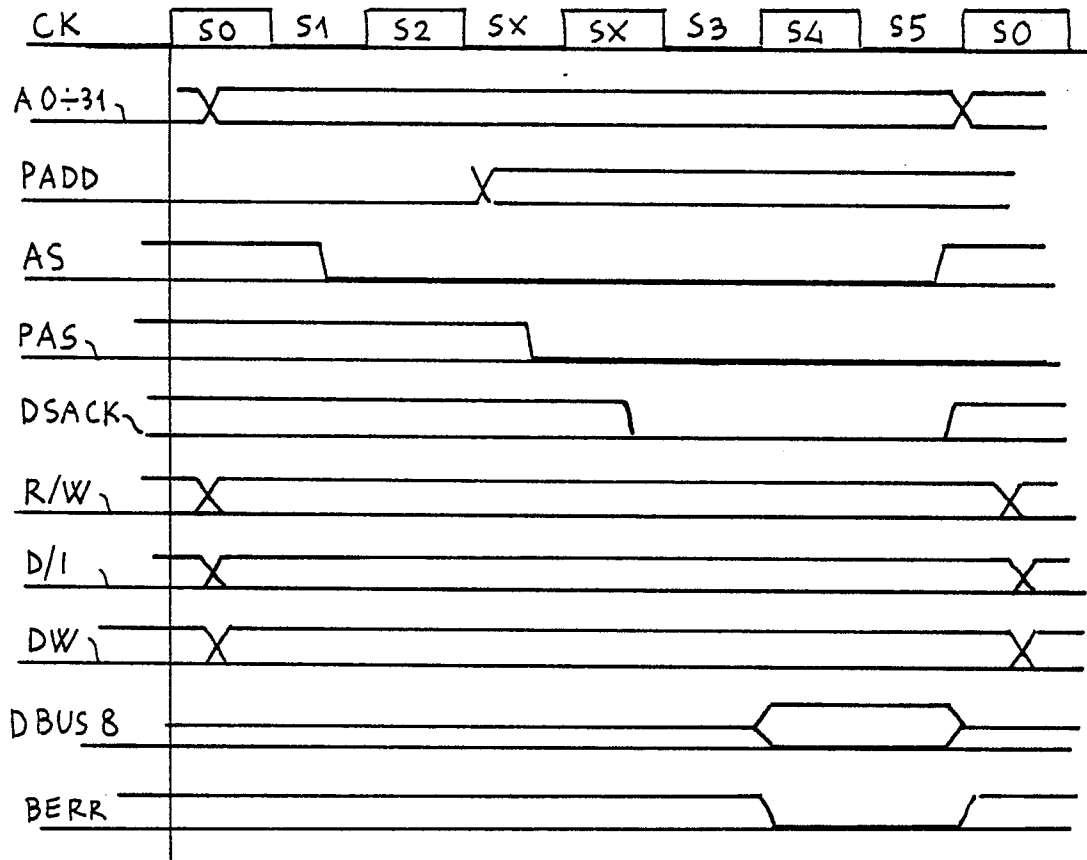 CK S0 S1 S2 SX SX S3 S4 S5 S0
A0÷31
PADD
AS
PAS
DSACK
R/W
D/I
DW
DBUS 8
BERR